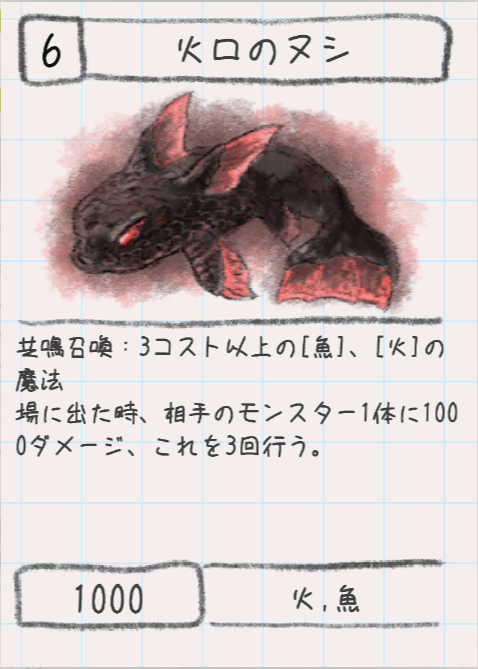 6
火口のヌシ
共鳴召喚：3コスト以上の[魚]、[火]の
魔法
場に出た時、相手のモンスター1体に100
0ダメージ、これを3回行う。
1000
火,魚